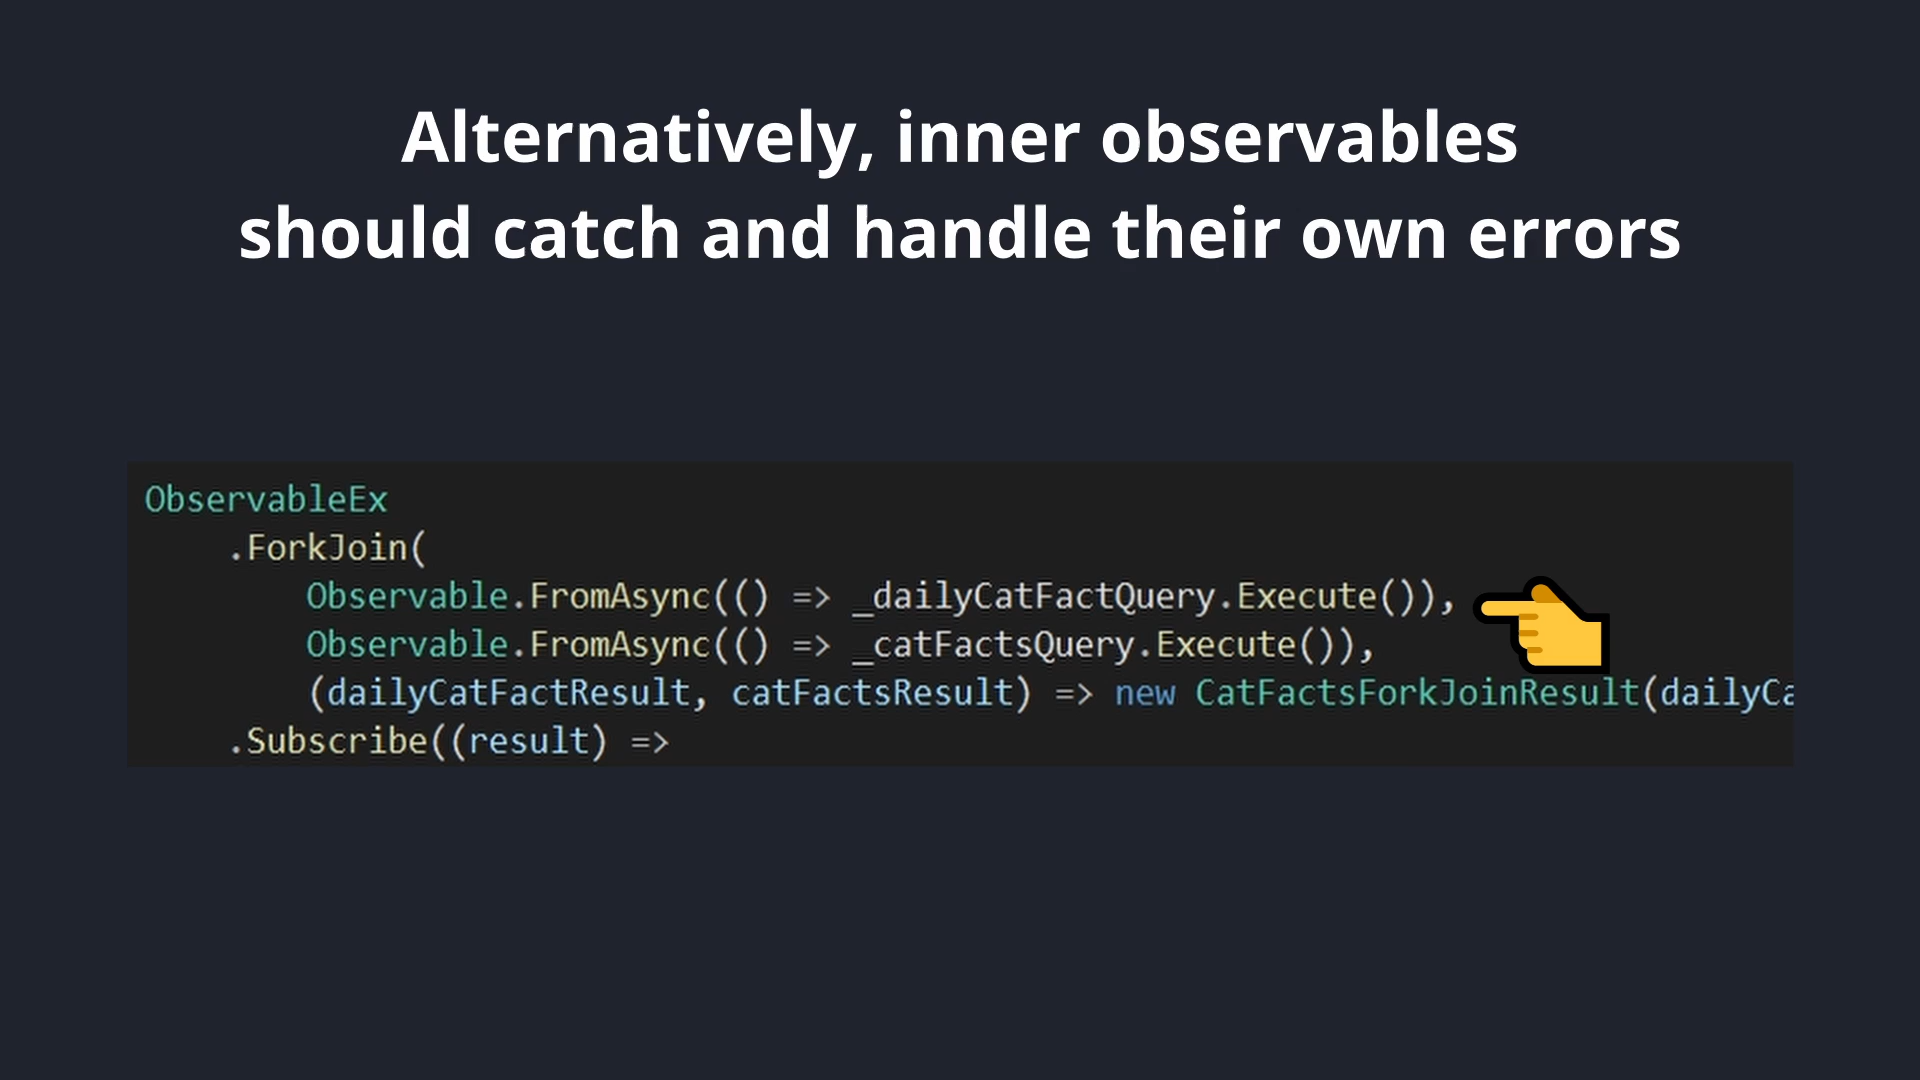 Alternatively, inner observables
should catch and handle their own errors
ObservableEx
.ForkJoin(
Observable.FromAsync(() => _dailyCatFactQuery.Execute()),
Observable.FromAsync(() => _catFactsQuery.Execute()),
(dailyCatFactResult, catFactsResult) => new CatFactsForkJoinResult(dailyCa
.Subscribe((result) =>